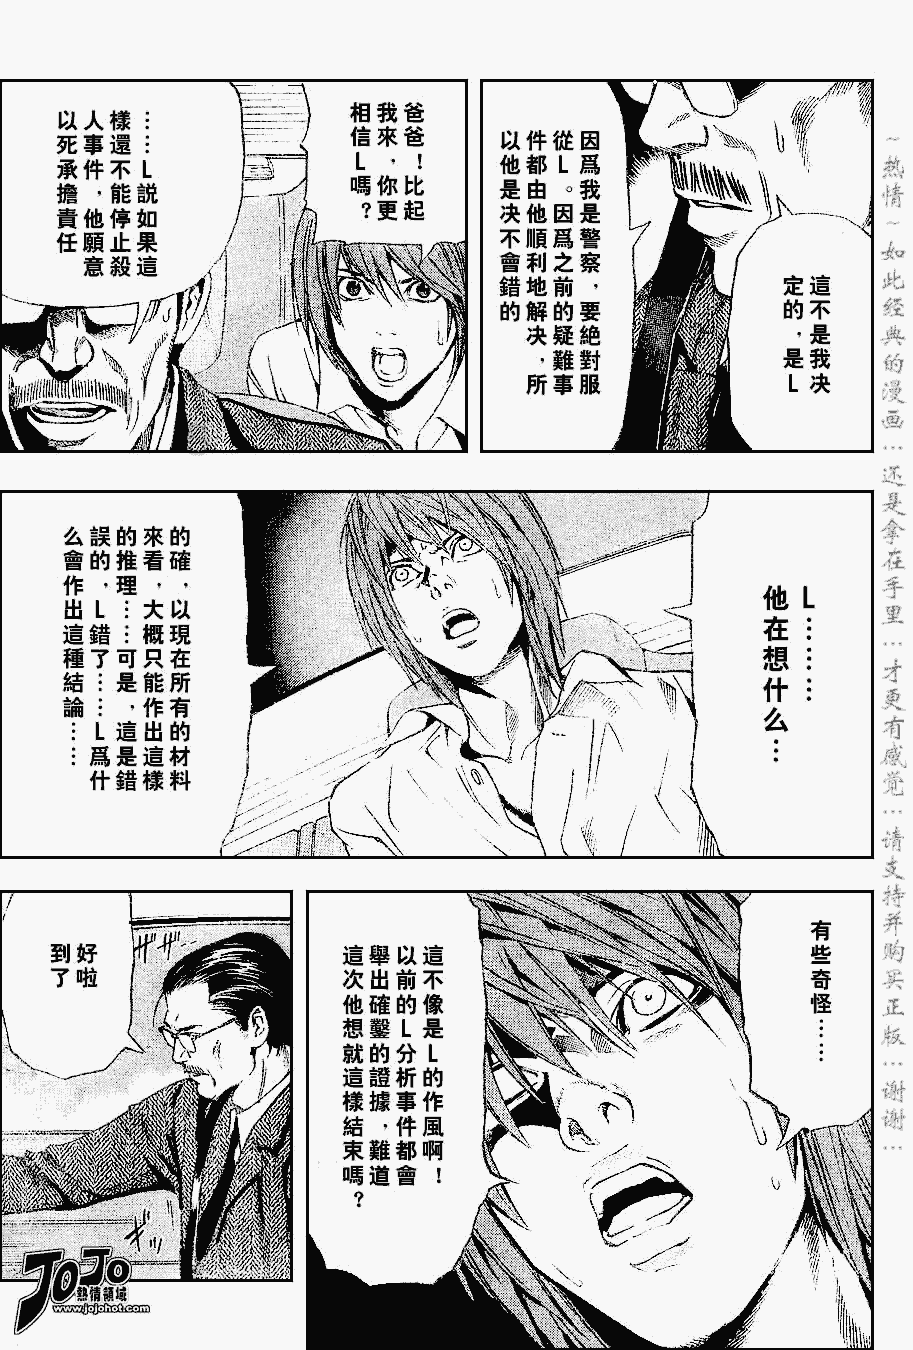 這不是我决
定的，是L
因爲我是警察，要絶對服
從L。因爲之前的疑難事
件都由他順利地解决，所
以他是决不會錯的
爸爸！比起
我來，你更
相信L嗎？
……L説如果這
樣還不能停止殺
人事件，他願意
以死承擔責任
L………
他在想什么…
的確，以現在所有的材料
來看，大概只能作出這樣
的推理……可是，這是錯
誤的，L錯了……L爲什
么會作出這種結論……
有些奇怪……
這不像是L的作風啊！
以前的L分析事件都會
舉出確鑿的證據，難道
這次他想就這樣結束嗎？
好啦
到了
ギギッ
ギッ
JOJO
熱情領域
www.jojohot.com
~熱情~如此经典的漫画…还是拿在手里…才更有感觉…请支持并购买正版…谢谢…